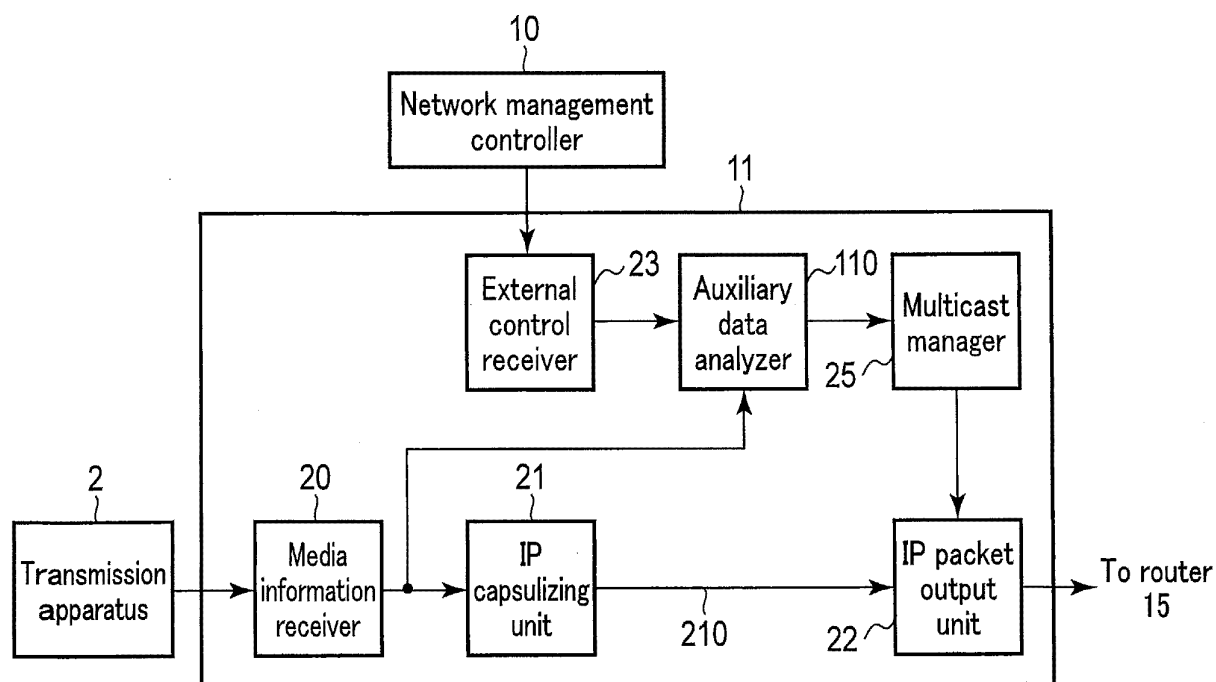 10
Network management
controller
11
External
control
receiver
23
Auxiliary
data
analyzer
110
Multicast
manager
25
2
Transmission
apparatus
20
Media
information
receiver
21
IP
capsulizing
unit
210
IP packet
output
unit
22
To router
15